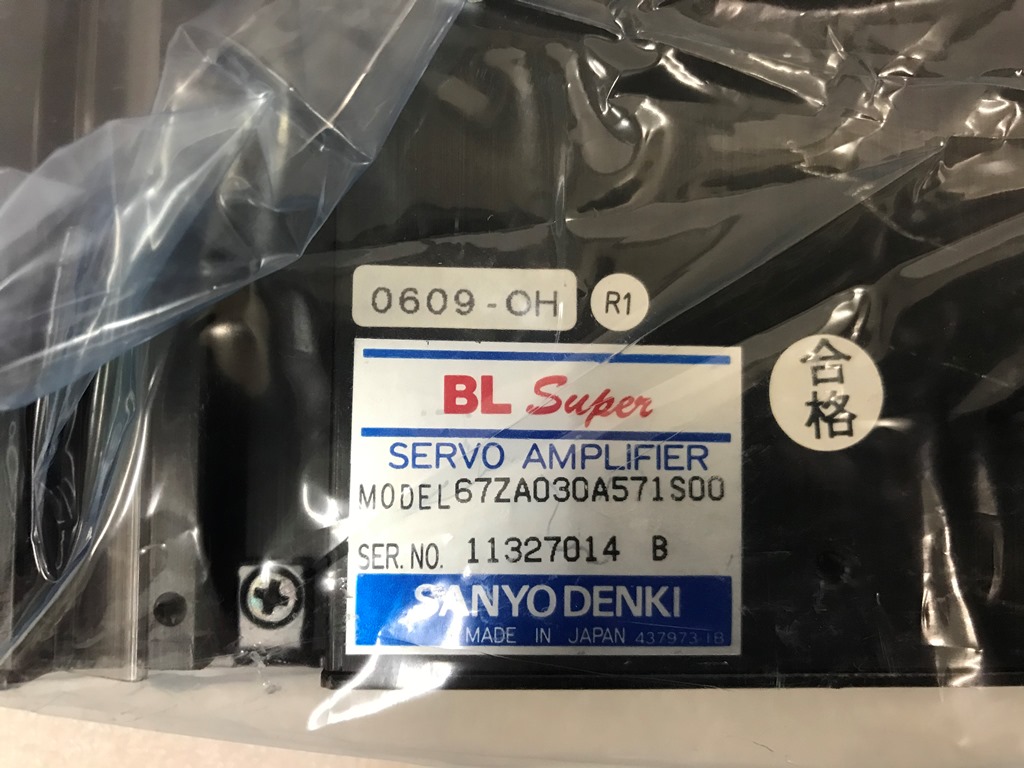 0609-OH
R1
BL Super
SERVO AMPLIFIER
MODEL 67ZA030A571S00
SER. NO. 11327014 B
SANYO DENKI
MADE IN JAPAN 437973-1B
合格